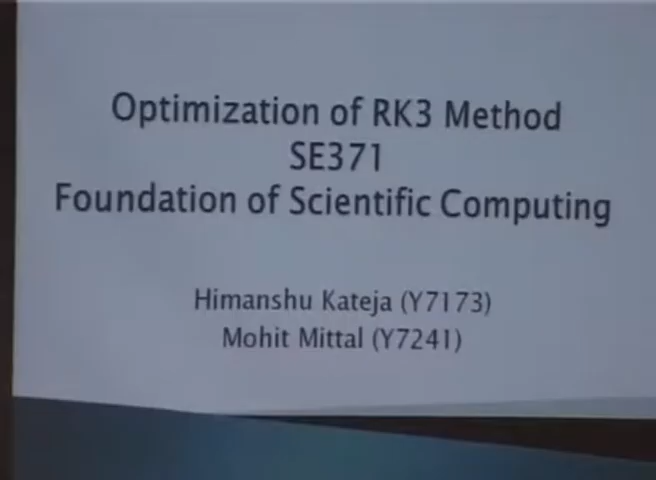 Optimization of RK3 Method
SE371
Foundation of Scientific Computing
Himanshu Kateja (Y7173)
Mohit Mittal (Y7241)